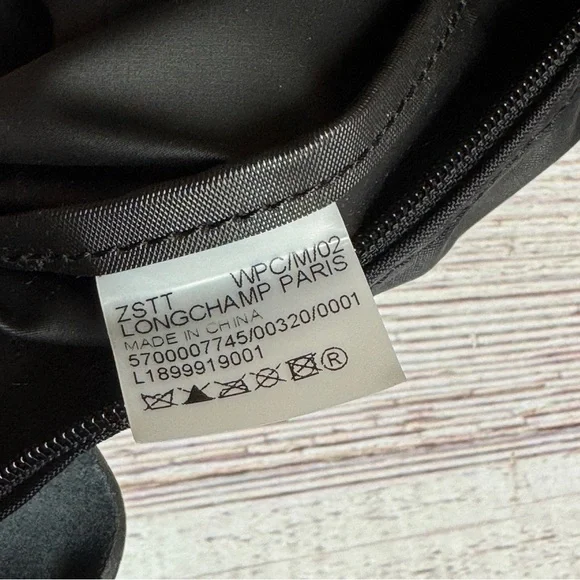 ZSTT WPC/M/02
LONGCHAMP PARIS
MADE IN CHINA
5700007745/00320/0001
L1899919001
®